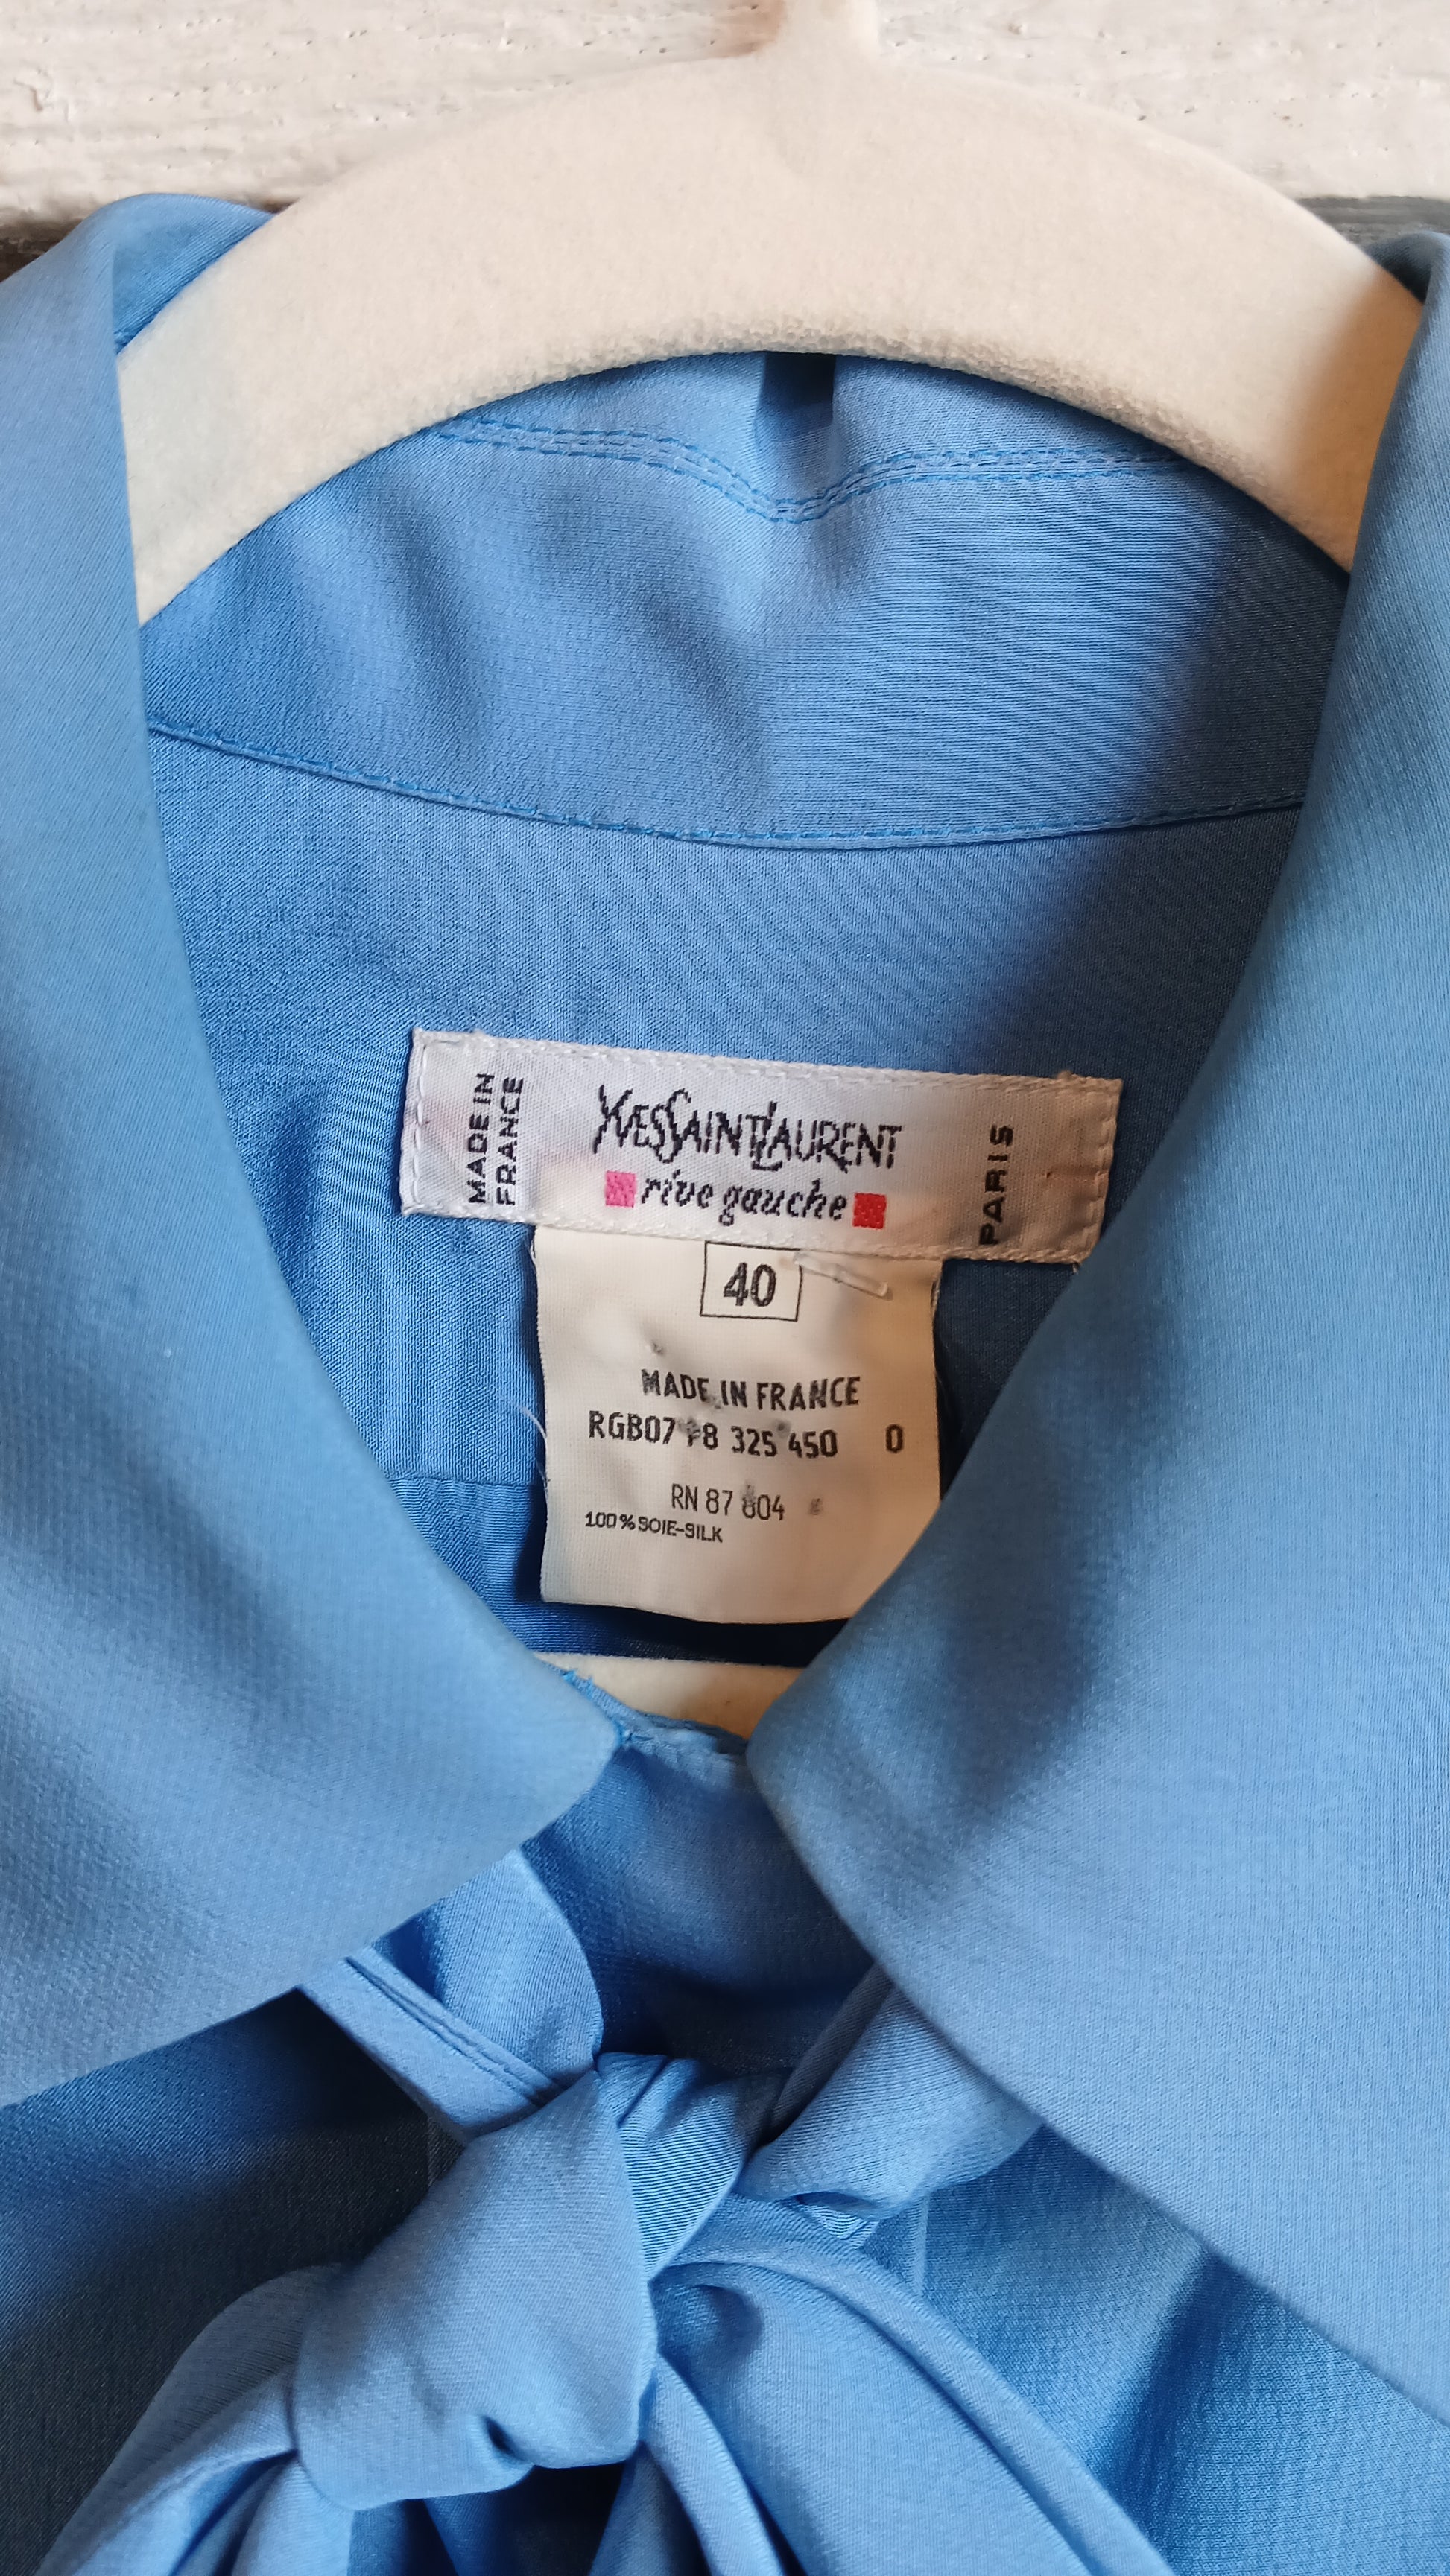 MADE IN
FRANCE
YVES SAINT LAURENT
rive gauche
PARIS
40
MADE IN FRANCE
RGB07 325 450 0
RN 87 804
100% SOIE-SILK